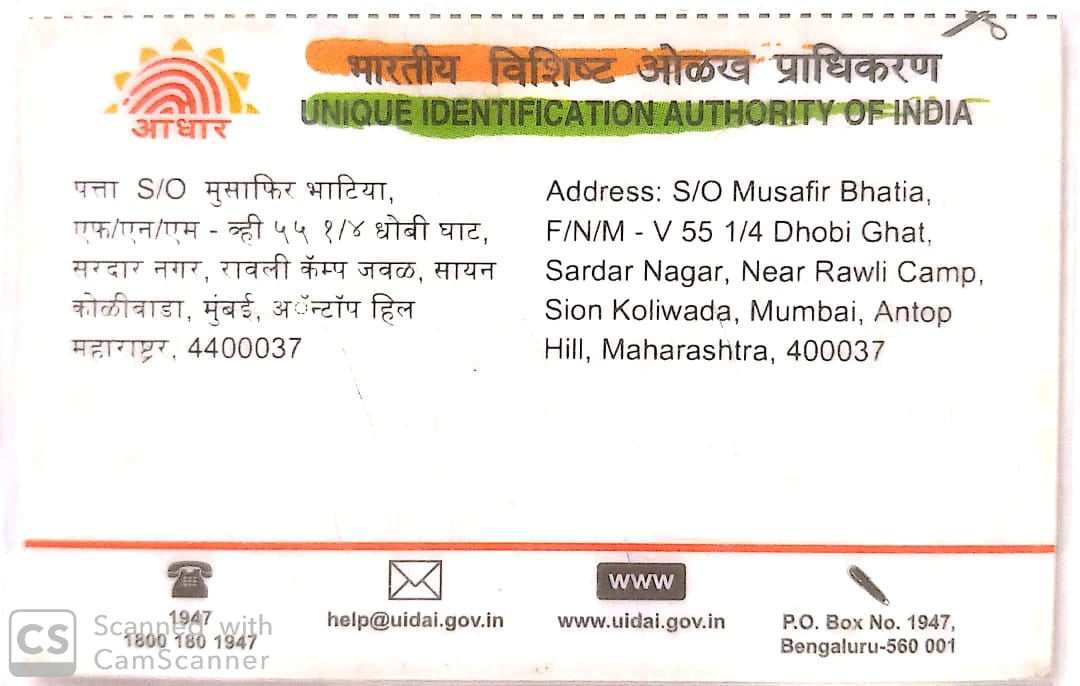 आधार
भारतीय विशिष्ट ओळख प्राधिकरण
UNIQUE IDENTIFICATION AUTHORITY OF INDIA
पत्ता S/O मुसाफिर भाटिया,
एफ/एन/एम - व्ही ५५ १/४ धोबी घाट,
सरदार नगर, रावली कॅम्प जवळ, सायन
कोळीवाडा, मुंबई, अॅन्टॉप हिल
महाराष्ट्र, 4400037
Address: S/O Musafir Bhatia,
F/N/M - V 55 1/4 Dhobi Ghat,
Sardar Nagar, Near Rawli Camp,
Sion Koliwada, Mumbai, Antop
Hill, Maharashtra, 400037
1947
1800 180 1947
help@uidai.gov.in
www
www.uidai.gov.in
P.O. Box No. 1947,
Bengaluru-560 001
CS
Scanned with
CamScanner